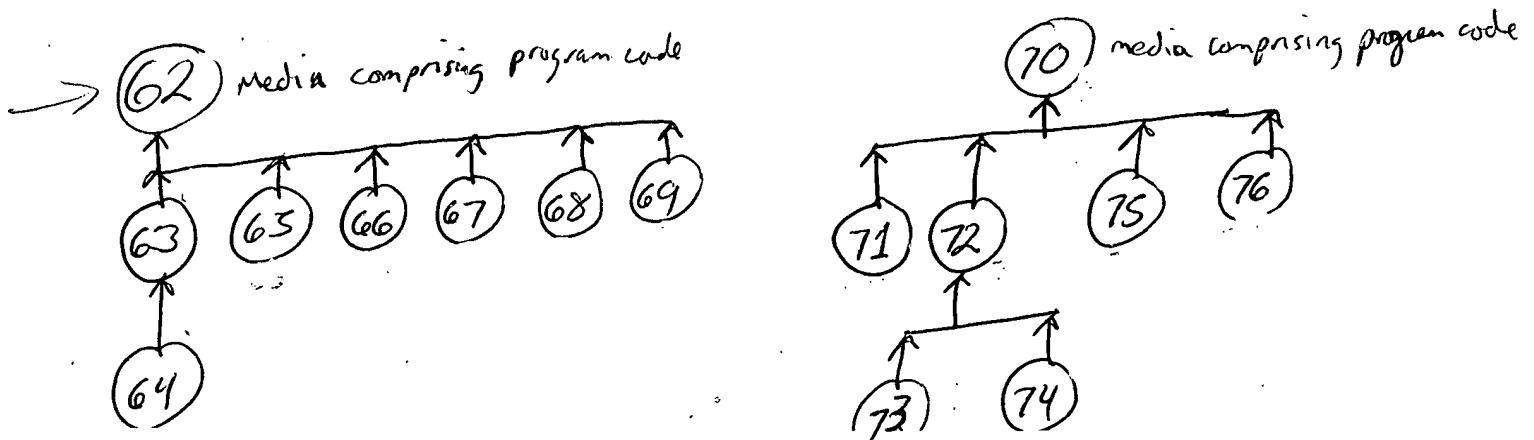 62 Media comprising program code
63 65 66 67 68 69
64
70 media comprising program code
71 72 75 76
73 74